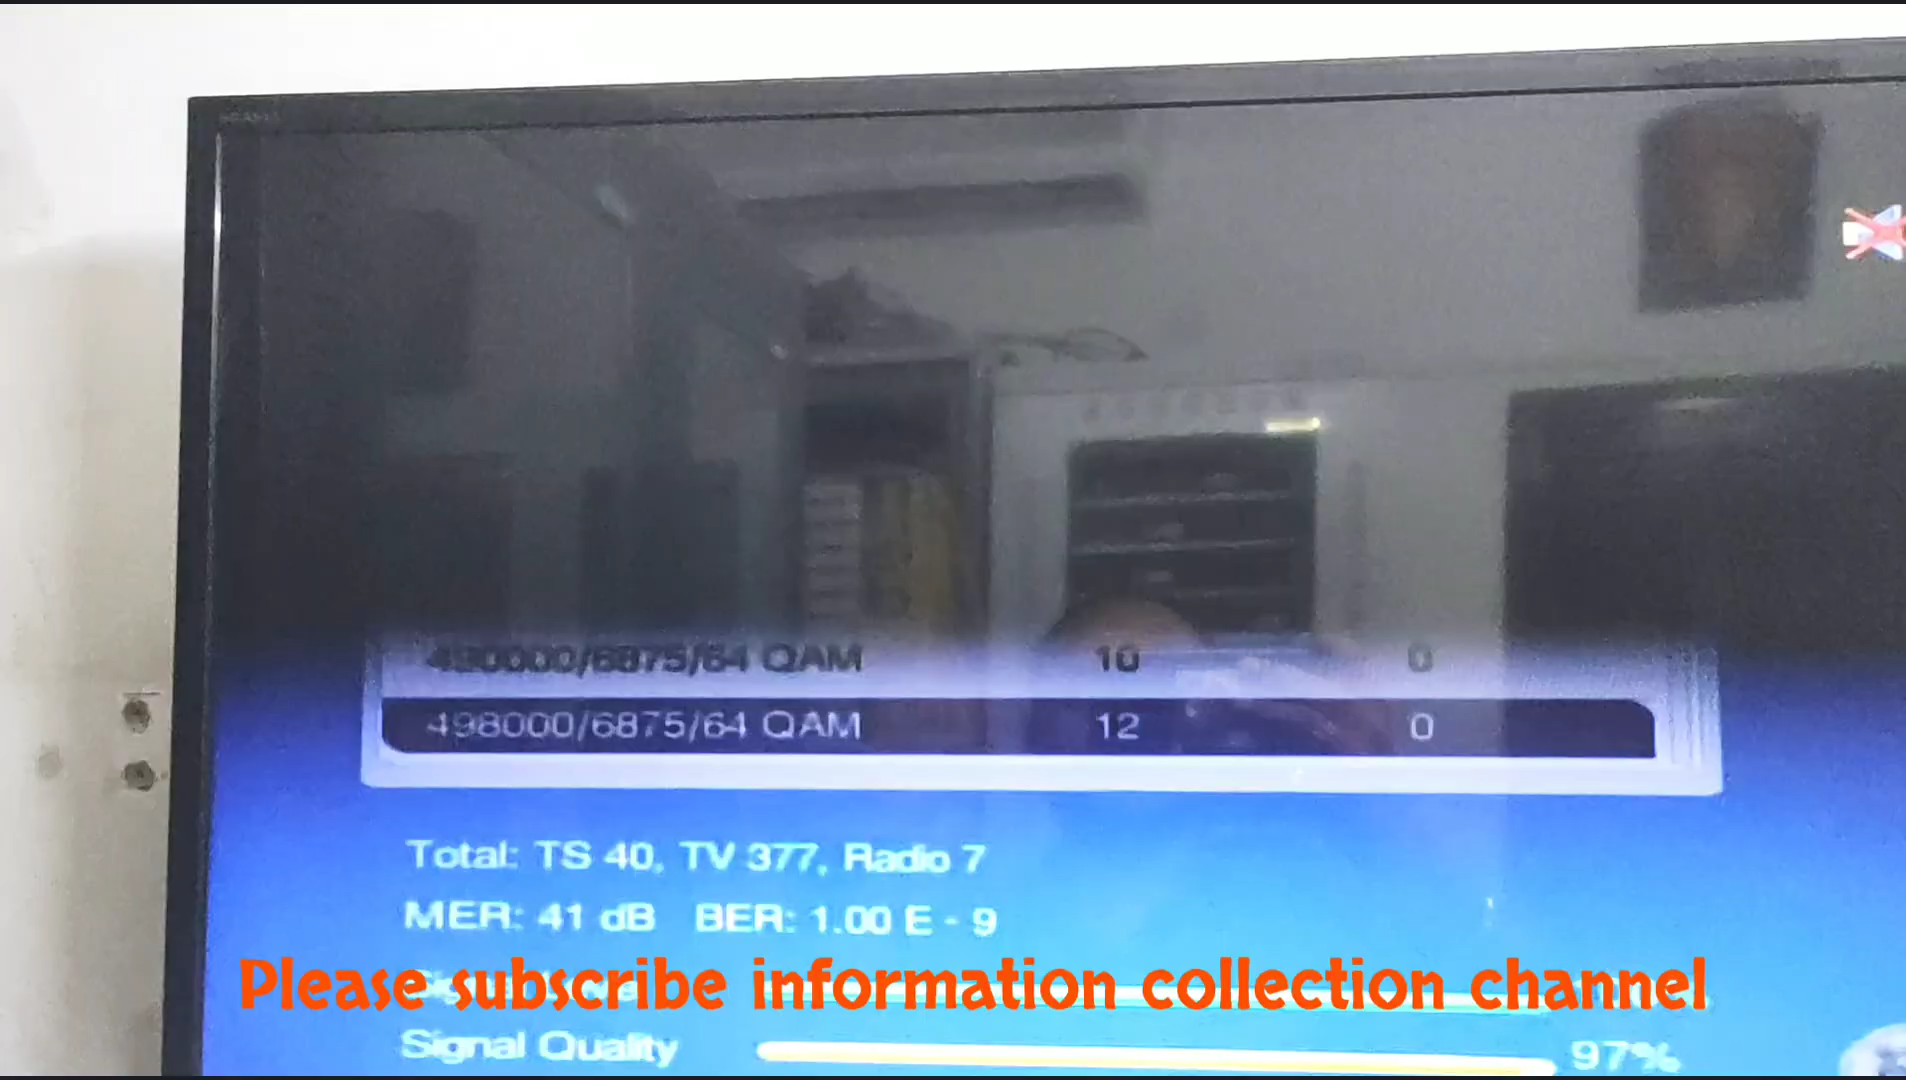 490000/6875/64 QAM 10 0
498000/6875/64 QAM 12 0
Total: TS 40, TV 377, Radio 7
MER: 41 dB BER: 1.00 E - 9
Please subscribe information collection channel
Signal Quality 97%